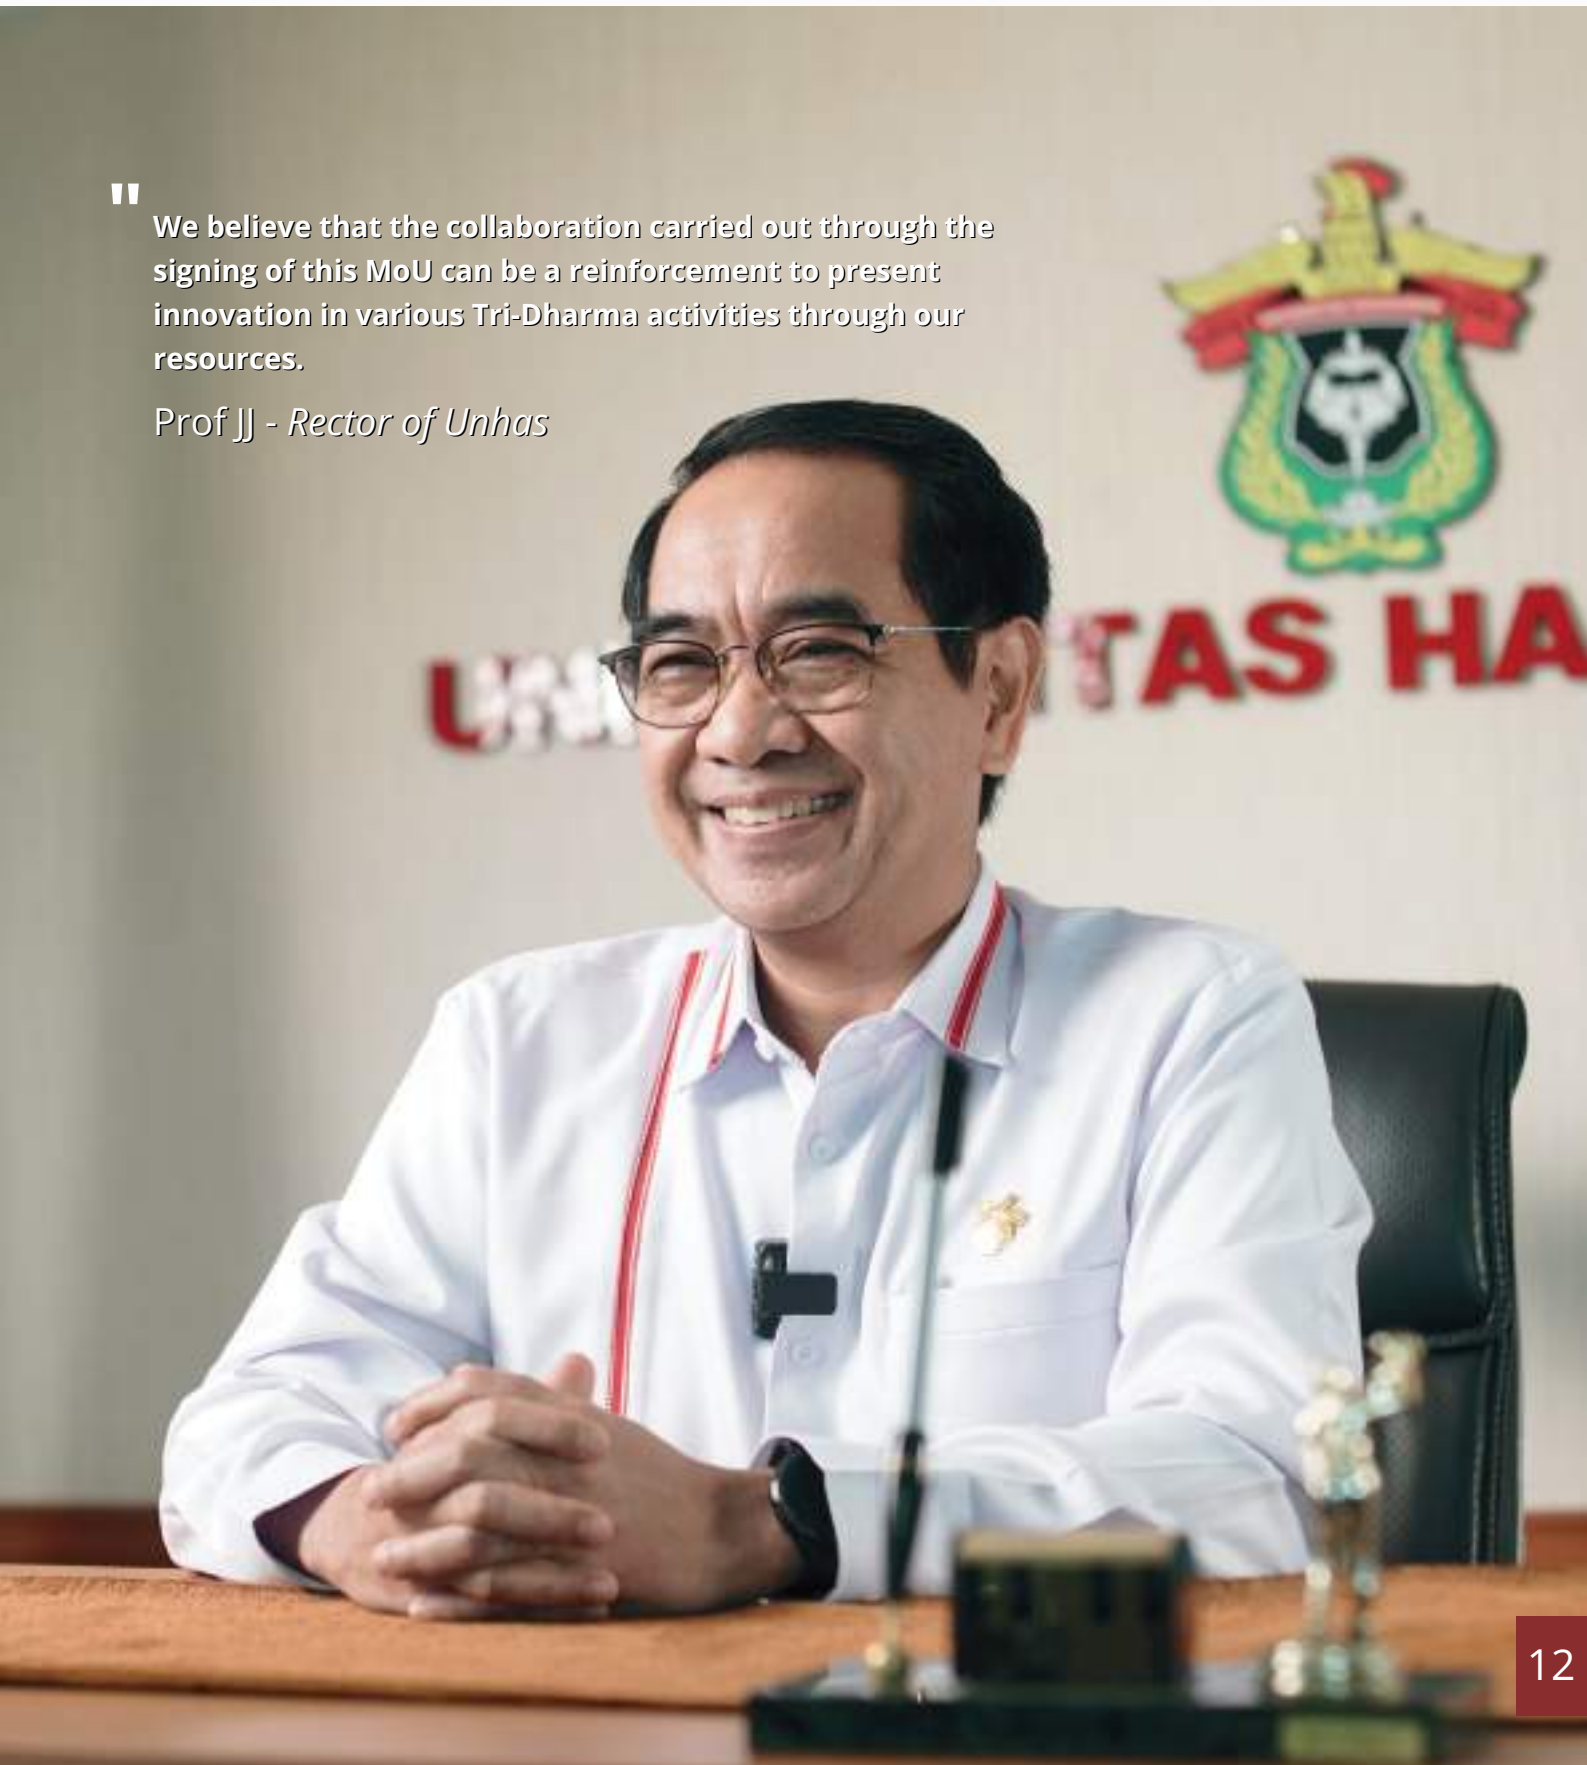 "
We believe that the collaboration carried out through the
signing of this MoU can be a reinforcement to present
innovation in various Tri-Dharma activities through our
resources.
Prof JJ - Rector of Unhas
TAS HA
12